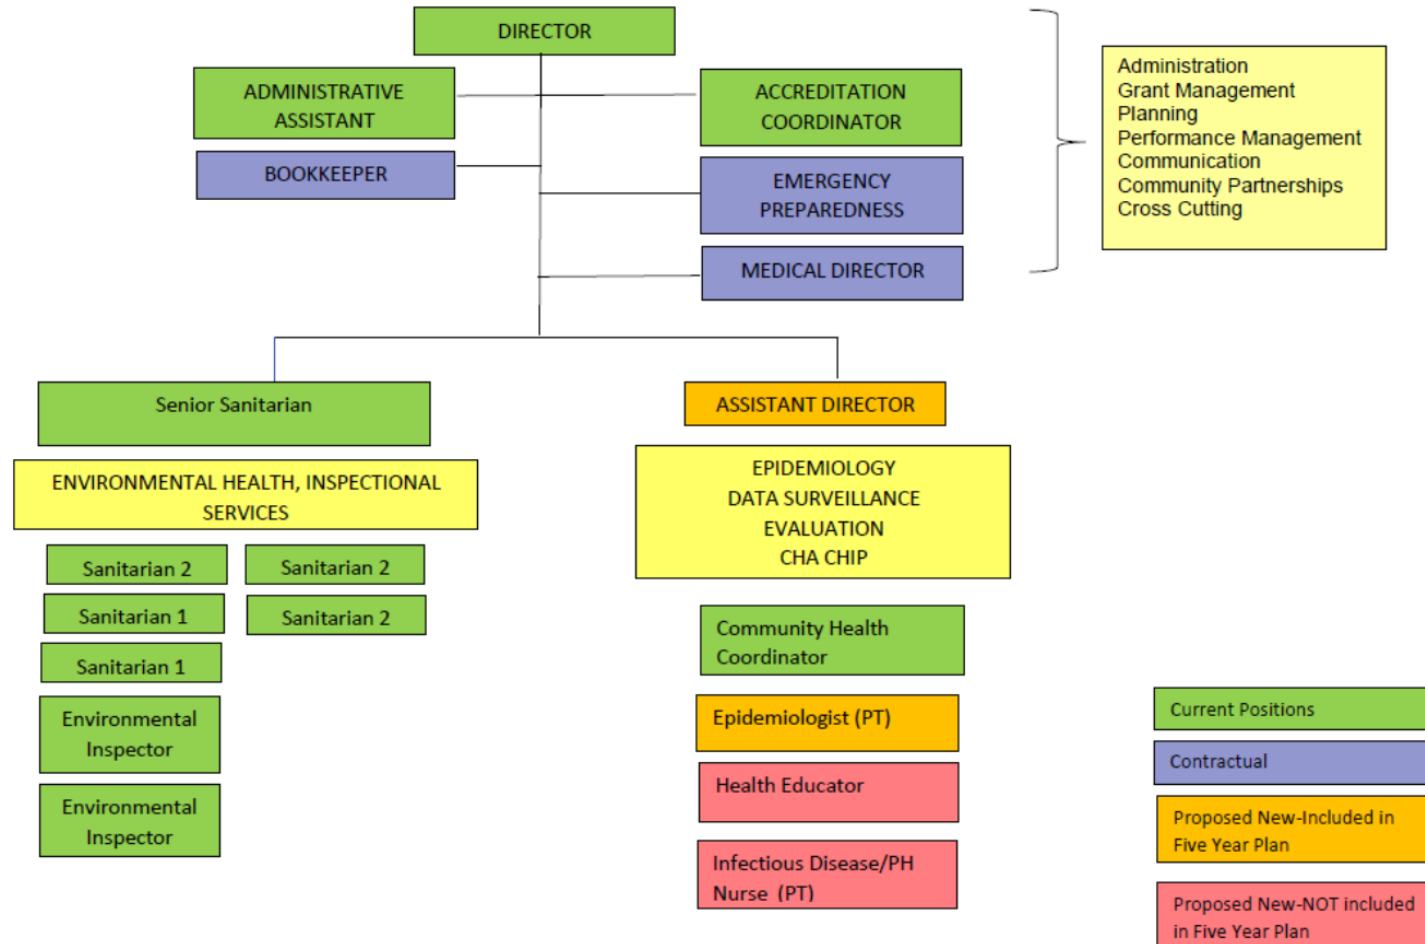 DIRECTOR
ADMINISTRATIVE
ASSISTANT
ACCREDITATION
COORDINATOR
BOOKKEEPER
EMERGENCY
PREPAREDNESS
MEDICAL DIRECTOR
Administration
Grant Management
Planning
Performance Management
Communication
Community Partnerships
Cross Cutting
Senior Sanitarian
ENVIRONMENTAL HEALTH, INSPECTIONAL
SERVICES
Sanitarian 2
Sanitarian 2
Sanitarian 1
Sanitarian 2
Sanitarian 1
Environmental
Inspector
Environmental
Inspector
ASSISTANT DIRECTOR
EPIDEMIOLOGY
DATA SURVEILLANCE
EVALUATION
CHA CHIP
Community Health
Coordinator
Epidemiologist (PT)
Health Educator
Infectious Disease/PH
Nurse (PT)
Current Positions
Contractual
Proposed New-Included in
Five Year Plan
Proposed New-NOT included
in Five Year Plan